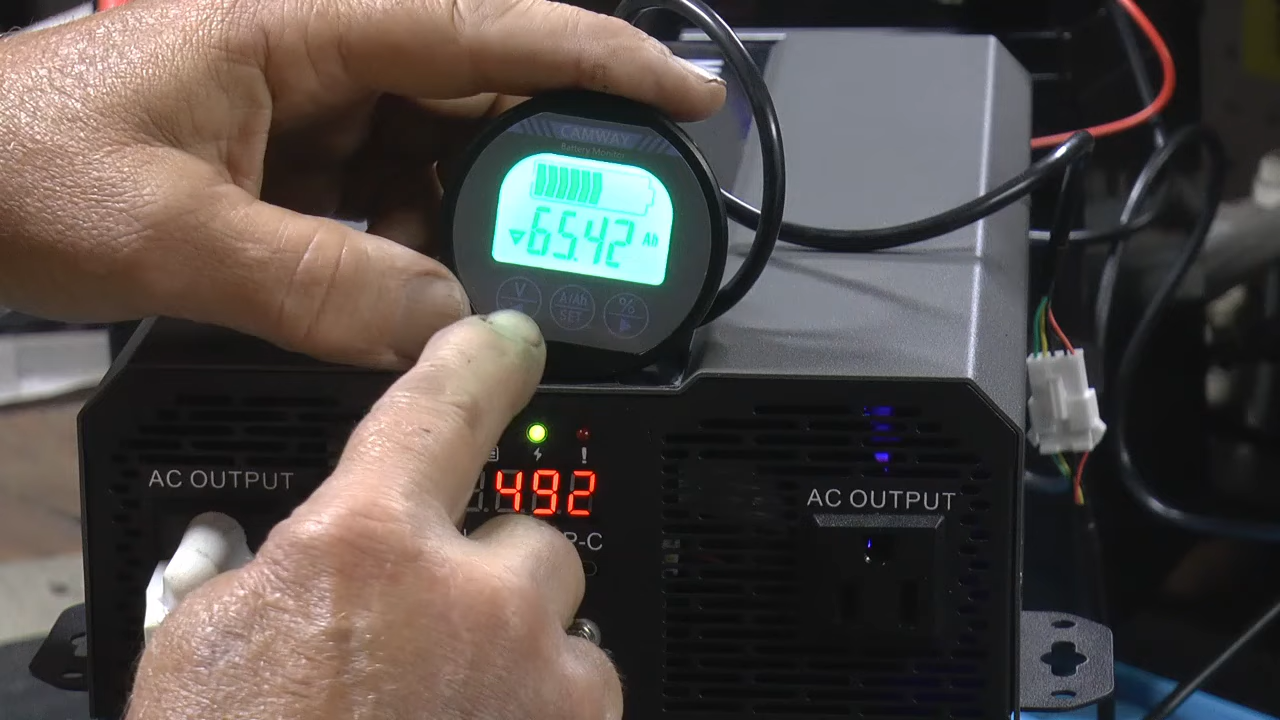 CAMWAY
Battery Monitor
65.42 Ah
V
A/Ah
SET
%
AC OUTPUT
492
P-C
AC OUTPUT